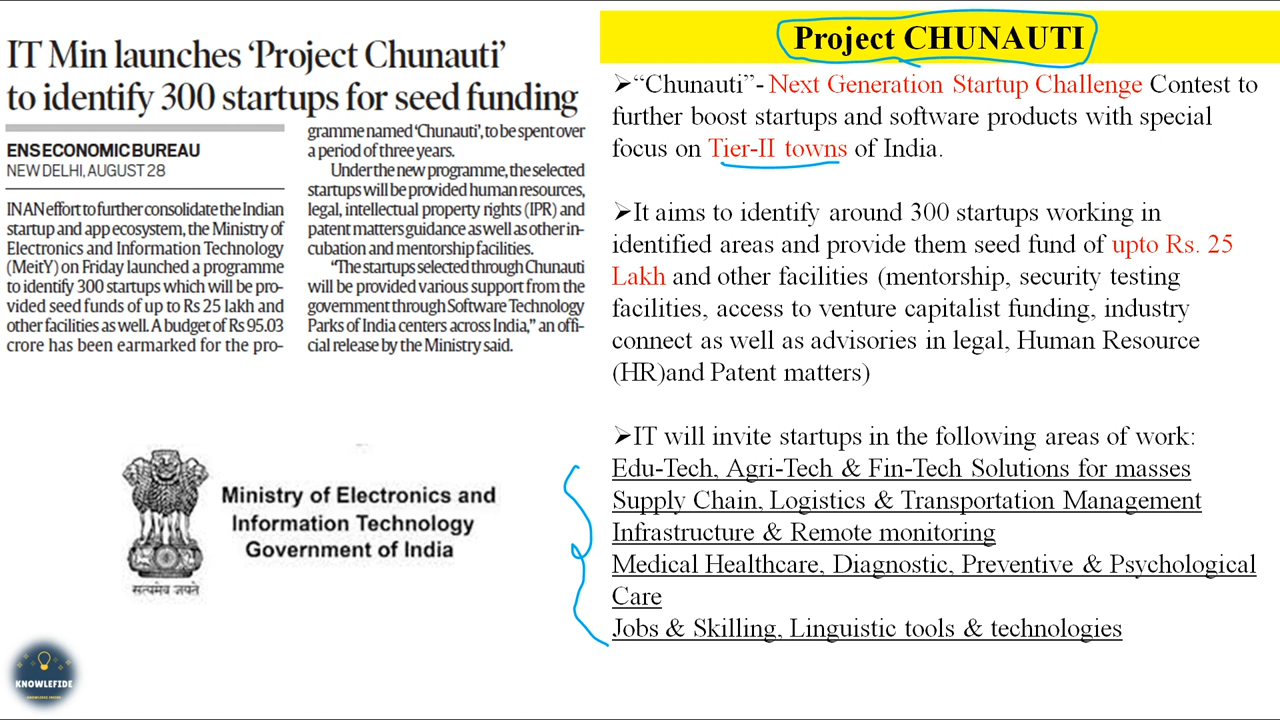 IT Min launches ‘Project Chunauti’
to identify 300 startups for seed funding
ENS ECONOMIC BUREAU
NEW DELHI, AUGUST 28
IN AN effort to further consolidate the Indian
startup and app ecosystem, the Ministry of
Electronics and Information Technology
(MeitY) on Friday launched a programme
to identify 300 startups which will be pro-
vided seed funds of up to Rs 25 lakh and
other facilities as well. A budget of Rs 95.03
crore has been earmarked for the pro-
gramme named ‘Chunauti’, to be spent over
a period of three years.
Under the new programme, the selected
startups will be provided human resources,
legal, intellectual property rights (IPR) and
patent matters guidance as well as other in-
cubation and mentorship facilities.
“The startups selected through Chunauti
will be provided various support from the
government through Software Technology
Parks of India centers across India,” an offi-
cial release by the Ministry said.
सत्यमेव जयते
Ministry of Electronics and
Information Technology
Government of India
KNOWLEFIDE
Project CHUNAUTI
➢“Chunauti”- Next Generation Startup Challenge Contest to
further boost startups and software products with special
focus on Tier-II towns of India.
➢It aims to identify around 300 startups working in
identified areas and provide them seed fund of upto Rs. 25
Lakh and other facilities (mentorship, security testing
facilities, access to venture capitalist funding, industry
connect as well as advisories in legal, Human Resource
(HR)and Patent matters)
➢IT will invite startups in the following areas of work:
Edu-Tech, Agri-Tech & Fin-Tech Solutions for masses
Supply Chain, Logistics & Transportation Management
Infrastructure & Remote monitoring
Medical Healthcare, Diagnostic, Preventive & Psychological
Care
Jobs & Skilling, Linguistic tools & technologies